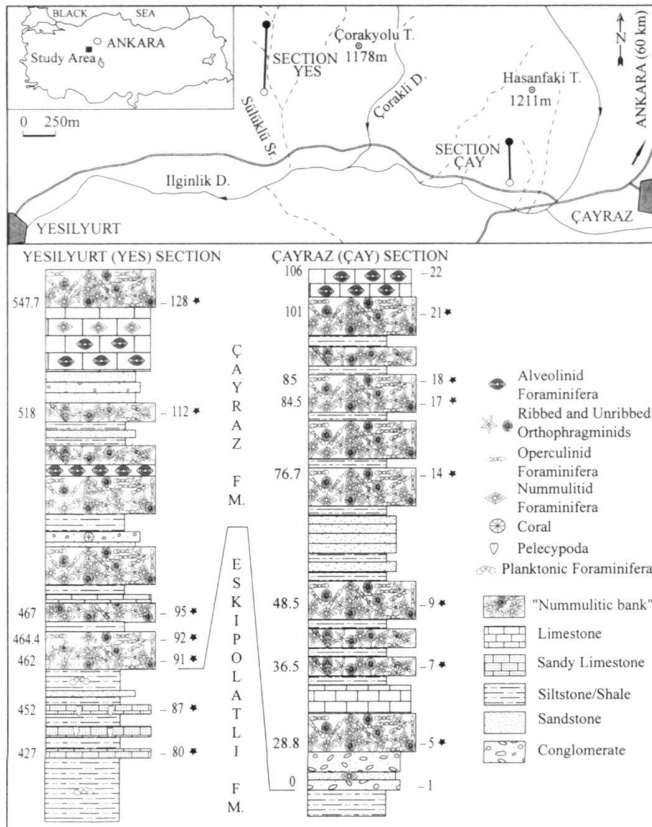 BLACK SEA
ANKARA
Study Area
0 250m
SECTION
YES
Çorakyolu T.
1178m
Sülüklü Sr.
Çorakli D.
Hasanfaki T.
1211m
SECTION
ÇAY
N
ANKARA (60 km)
Ilginlik D.
YESILYURT
ÇAYRAZ
YESILYURT (YES) SECTION
547.7 128
518 112
467 95
464.4 92
462 91
452 87
427 80
ÇAYRAZ FM.
ESKIPOLATLI FM.
ÇAYRAZ (ÇAY) SECTION
106 22
101 21
85 18
84.5 17
76.7 14
48.5 9
36.5 7
28.8 5
0 1
Alveolinid
Foraminifera
Ribbed and Unribbed
Orthophragminids
Operculinid
Foraminifera
Nummulitid
Foraminifera
Coral
Pelecypoda
Planktonic Foraminifera
"Nummulitic bank"
Limestone
Sandy Limestone
Siltstone/Shale
Sandstone
Conglomerate